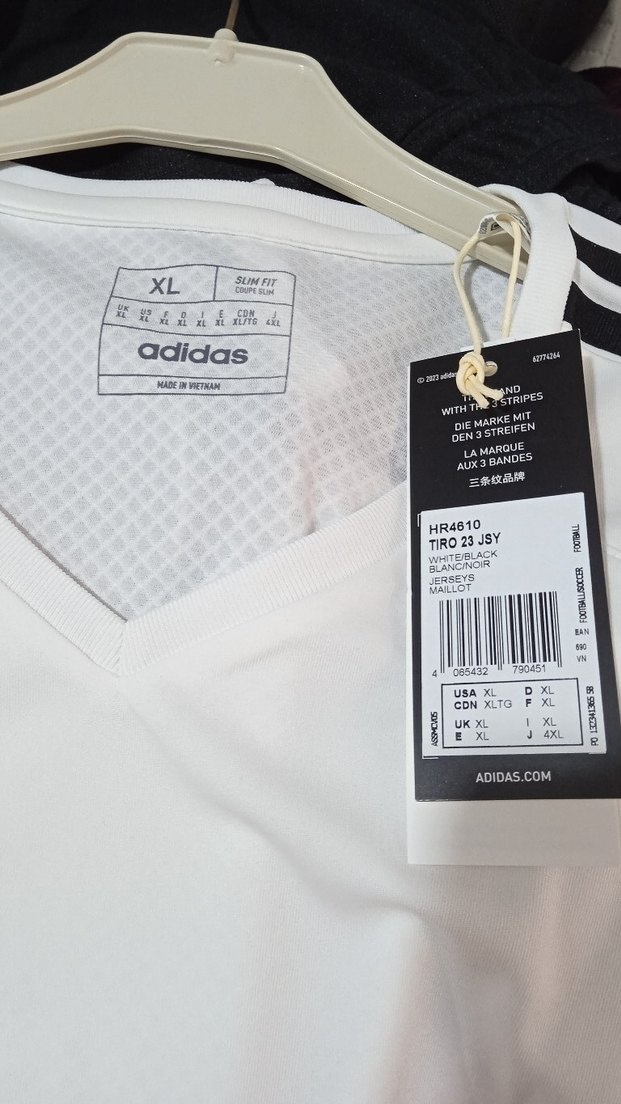 XL
SLIM FIT
COUPE SLIM
UK US F D I E CDN J
XL XL XL XL XL XL XL/TG 4XL
adidas
MADE IN VIETNAM
© 2023 adidas
62774264
WITH THE 3 STRIPES
DIE MARKE MIT
DEN 3 STREIFEN
LA MARQUE
AUX 3 BANDES
三条纹品牌
HR4610
TIRO 23 JSY
WHITE/BLACK
BLANC/NOIR
JERSEYS
MAILLOT
FOOTBALL/SOCCER FOOTBALL
EAN
690
VN
4 065432 790451
USA XL D XL
CDN XLTG F XL
UK XL I XL
E XL J 4XL
ADIDAS.COM